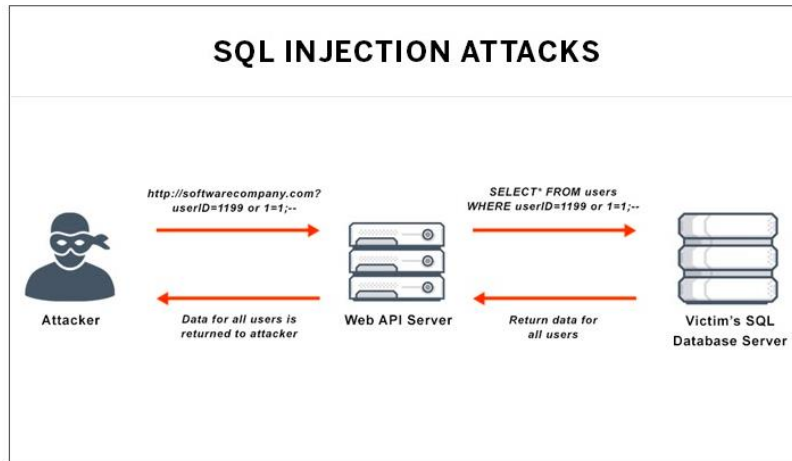 SQL INJECTION ATTACKS
http://softwarecompany.com?
userID=1199 or 1=1;--
SELECT* FROM users
WHERE userID=1199 or 1=1;--
Attacker
Data for all users is
returned to attacker
Web API Server
Return data for
all users
Victim's SQL
Database Server